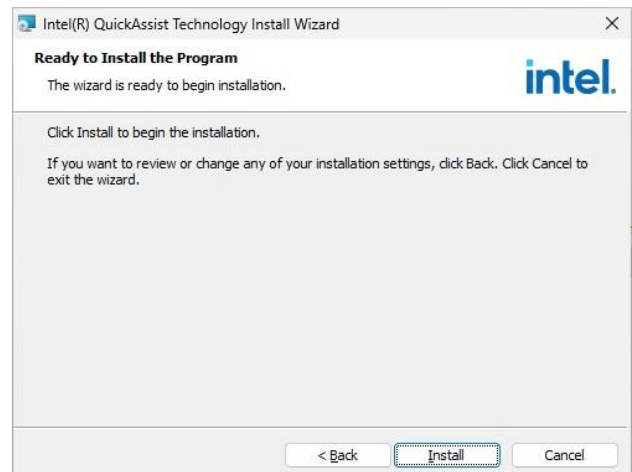 Intel(R) QuickAssist Technology Install Wizard
Ready to Install the Program
The wizard is ready to begin installation.
intel.
Click Install to begin the installation.
If you want to review or change any of your installation settings, click Back. Click Cancel to
exit the wizard.
< Back
Install
Cancel